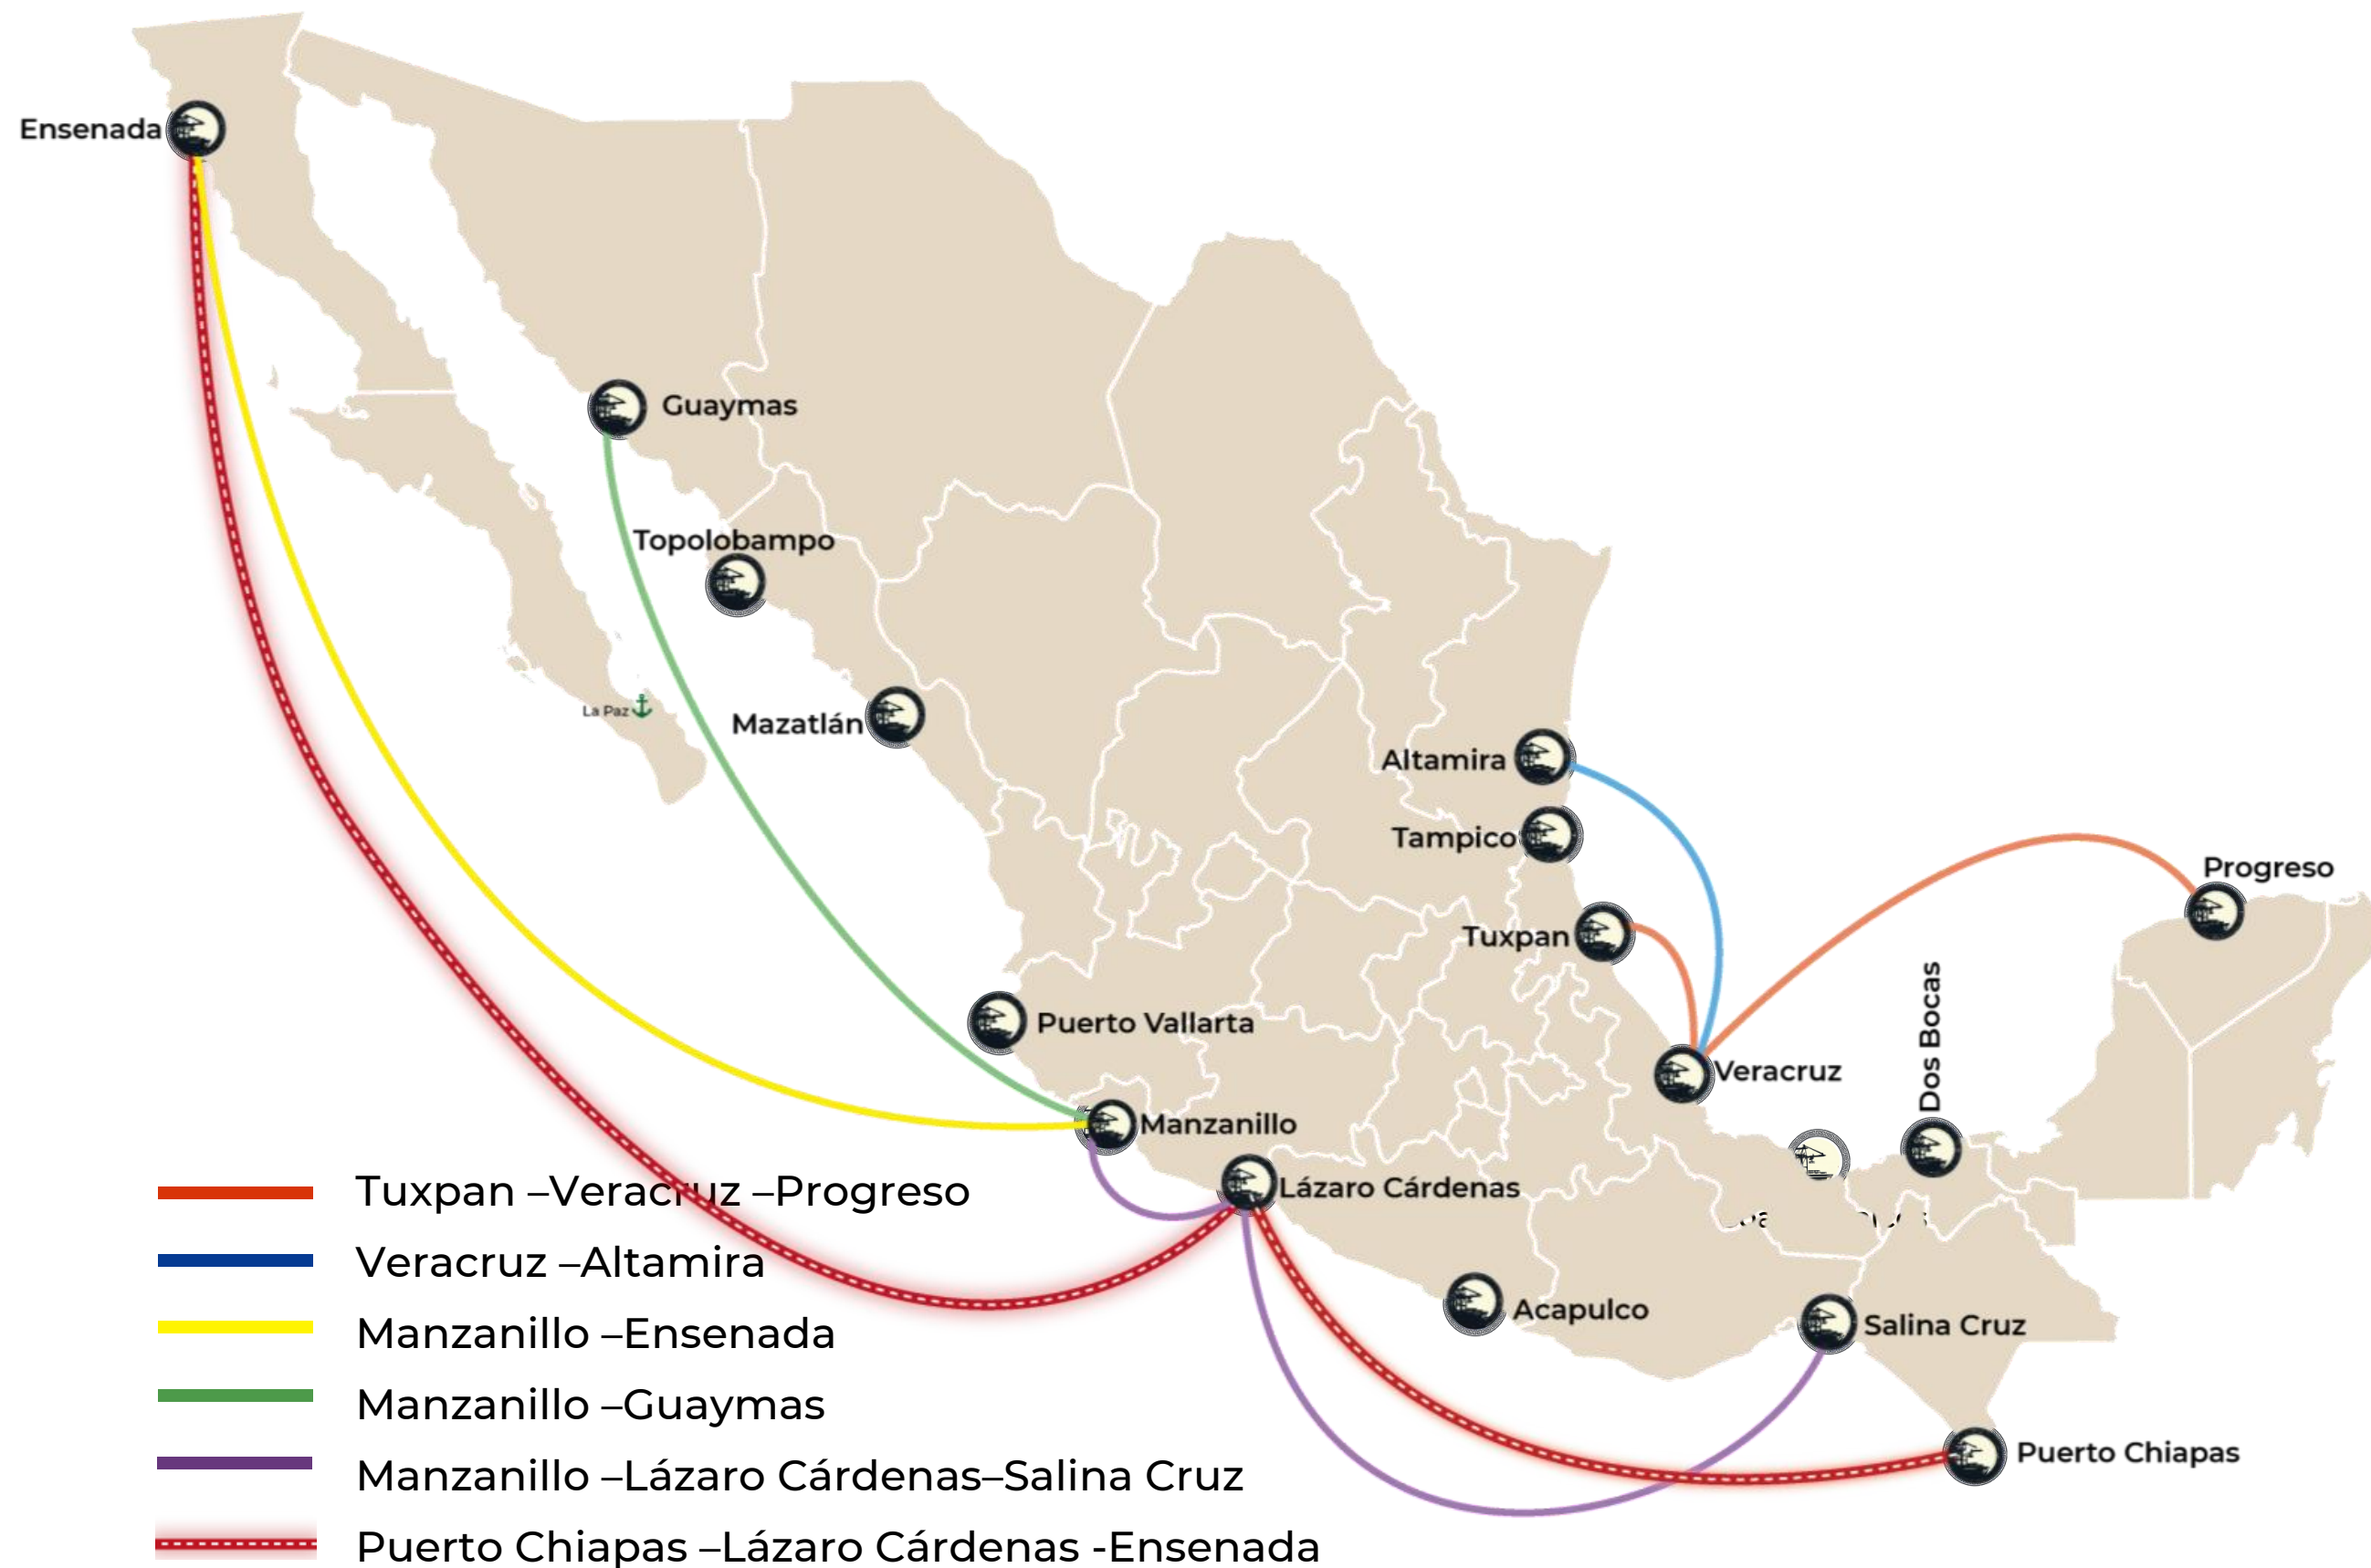 Ensenada
Guaymas
Topolobampo
La Paz
Mazatlán
Altamira
Tampico
Progreso
Tuxpan
Dos Bocas
Puerto Vallarta
Veracruz
Manzanillo
Lázaro Cárdenas
Acapulco
Salina Cruz
Puerto Chiapas
Tuxpan –Veracruz –Progreso
Veracruz –Altamira
Manzanillo –Ensenada
Manzanillo –Guaymas
Manzanillo –Lázaro Cárdenas–Salina Cruz
Puerto Chiapas –Lázaro Cárdenas -Ensenada